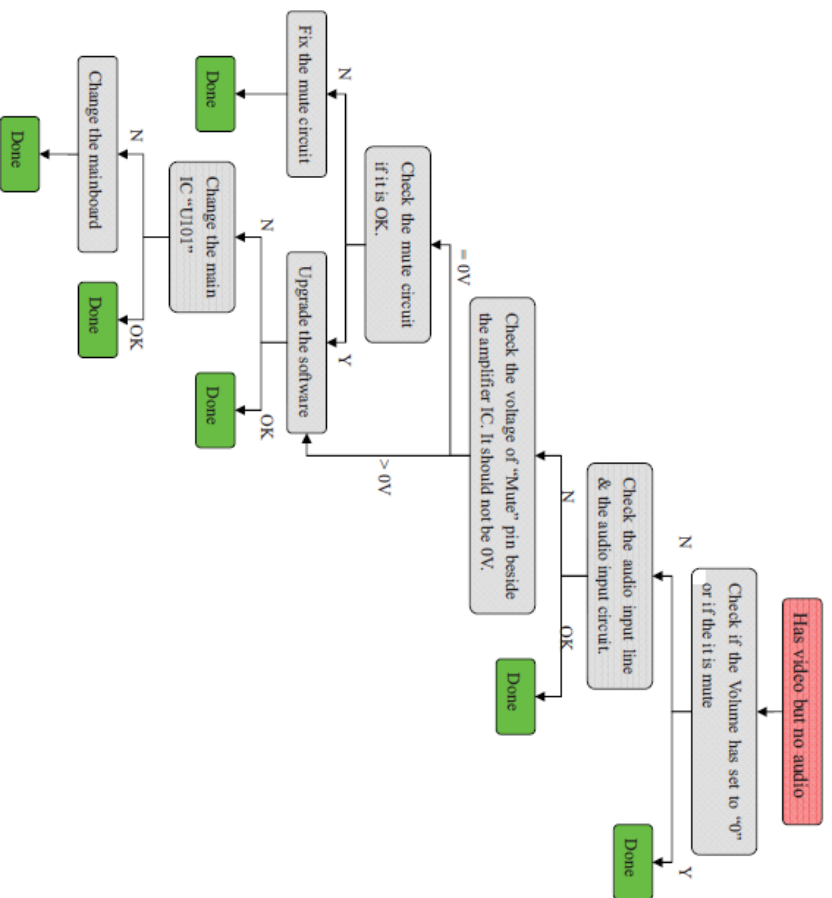 Has video but no audio
Check if the Volume has set to “0”
or if the it is mute
N
Y
Check the audio input line
& the audio input circuit.
Done
N
OK
Check the voltage of “Mute” pin beside
the amplifier IC. It should not be 0V.
Done
= 0V
> 0V
Check the mute circuit
if it is OK.
N
Y
Fix the mute circuit
Upgrade the software
Done
N
OK
Change the main
IC “U101”
Done
N
OK
Change the mainboard
Done
Done